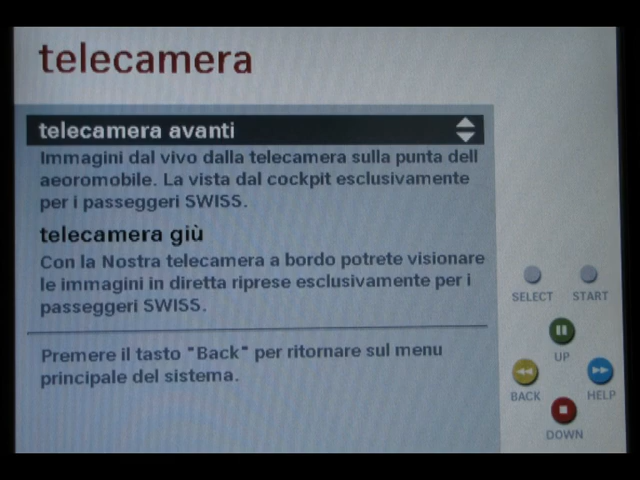 telecamera
telecamera avanti
Immagini dal vivo dalla telecamera sulla punta dell
aeoromobile. La vista dal cockpit esclusivamente
per i passeggeri SWISS.
telecamera giù
Con la Nostra telecamera a bordo potrete visionare
le immagini in diretta riprese esclusivamente per i
passeggeri SWISS.
Premere il tasto "Back" per ritornare sul menu
principale del sistema.
SELECT START
UP
BACK HELP
DOWN